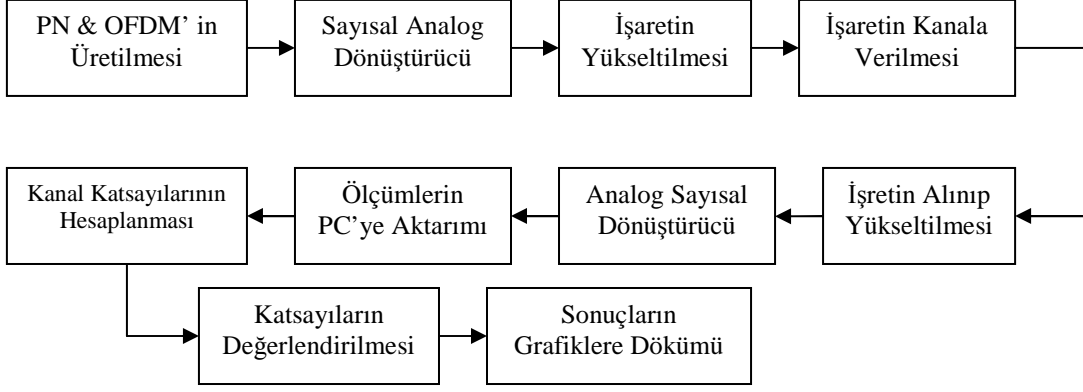 PN & OFDM’ in
Üretilmesi
Sayısal Analog
Dönüştürücü
İşaretin
Yükseltilmesi
İşaretin Kanala
Verilmesi
İşretin Alınıp
Yükseltilmesi
Analog Sayısal
Dönüştürücü
Ölçümlerin
PC’ye Aktarımı
Kanal Katsayılarının
Hesaplanması
Katsayıların
Değerlendirilmesi
Sonuçların
Grafiklere Dökümü